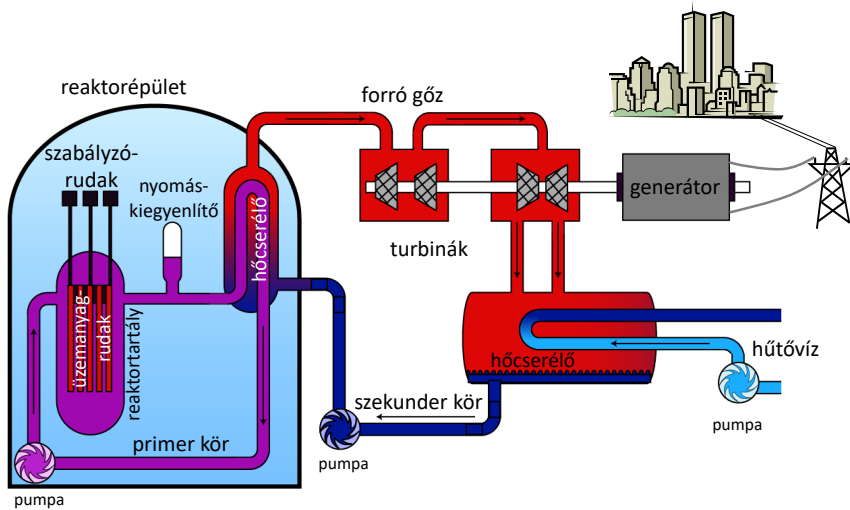 reaktorépület
forró gőz
szabályzó-
rudak
nyomás-
kiegyenlítő
hőcserélő
generátor
turbinák
üzemanyag-
rudak
reaktortartály
hőcserélő
hűtővíz
szekunder kör
primer kör
pumpa
pumpa
pumpa